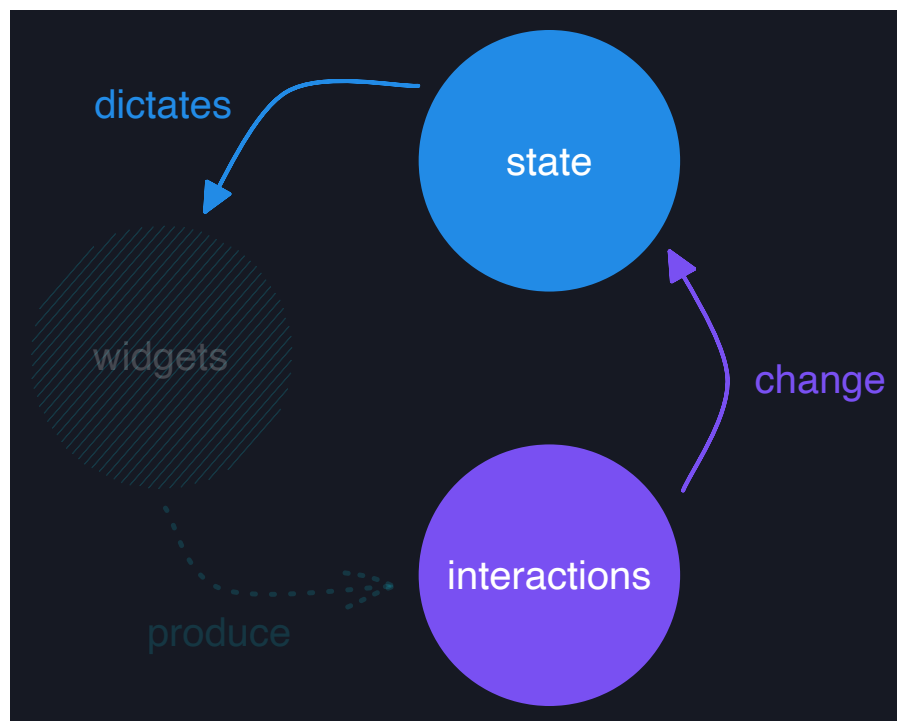 dictates
state
widgets
change
interactions
produce